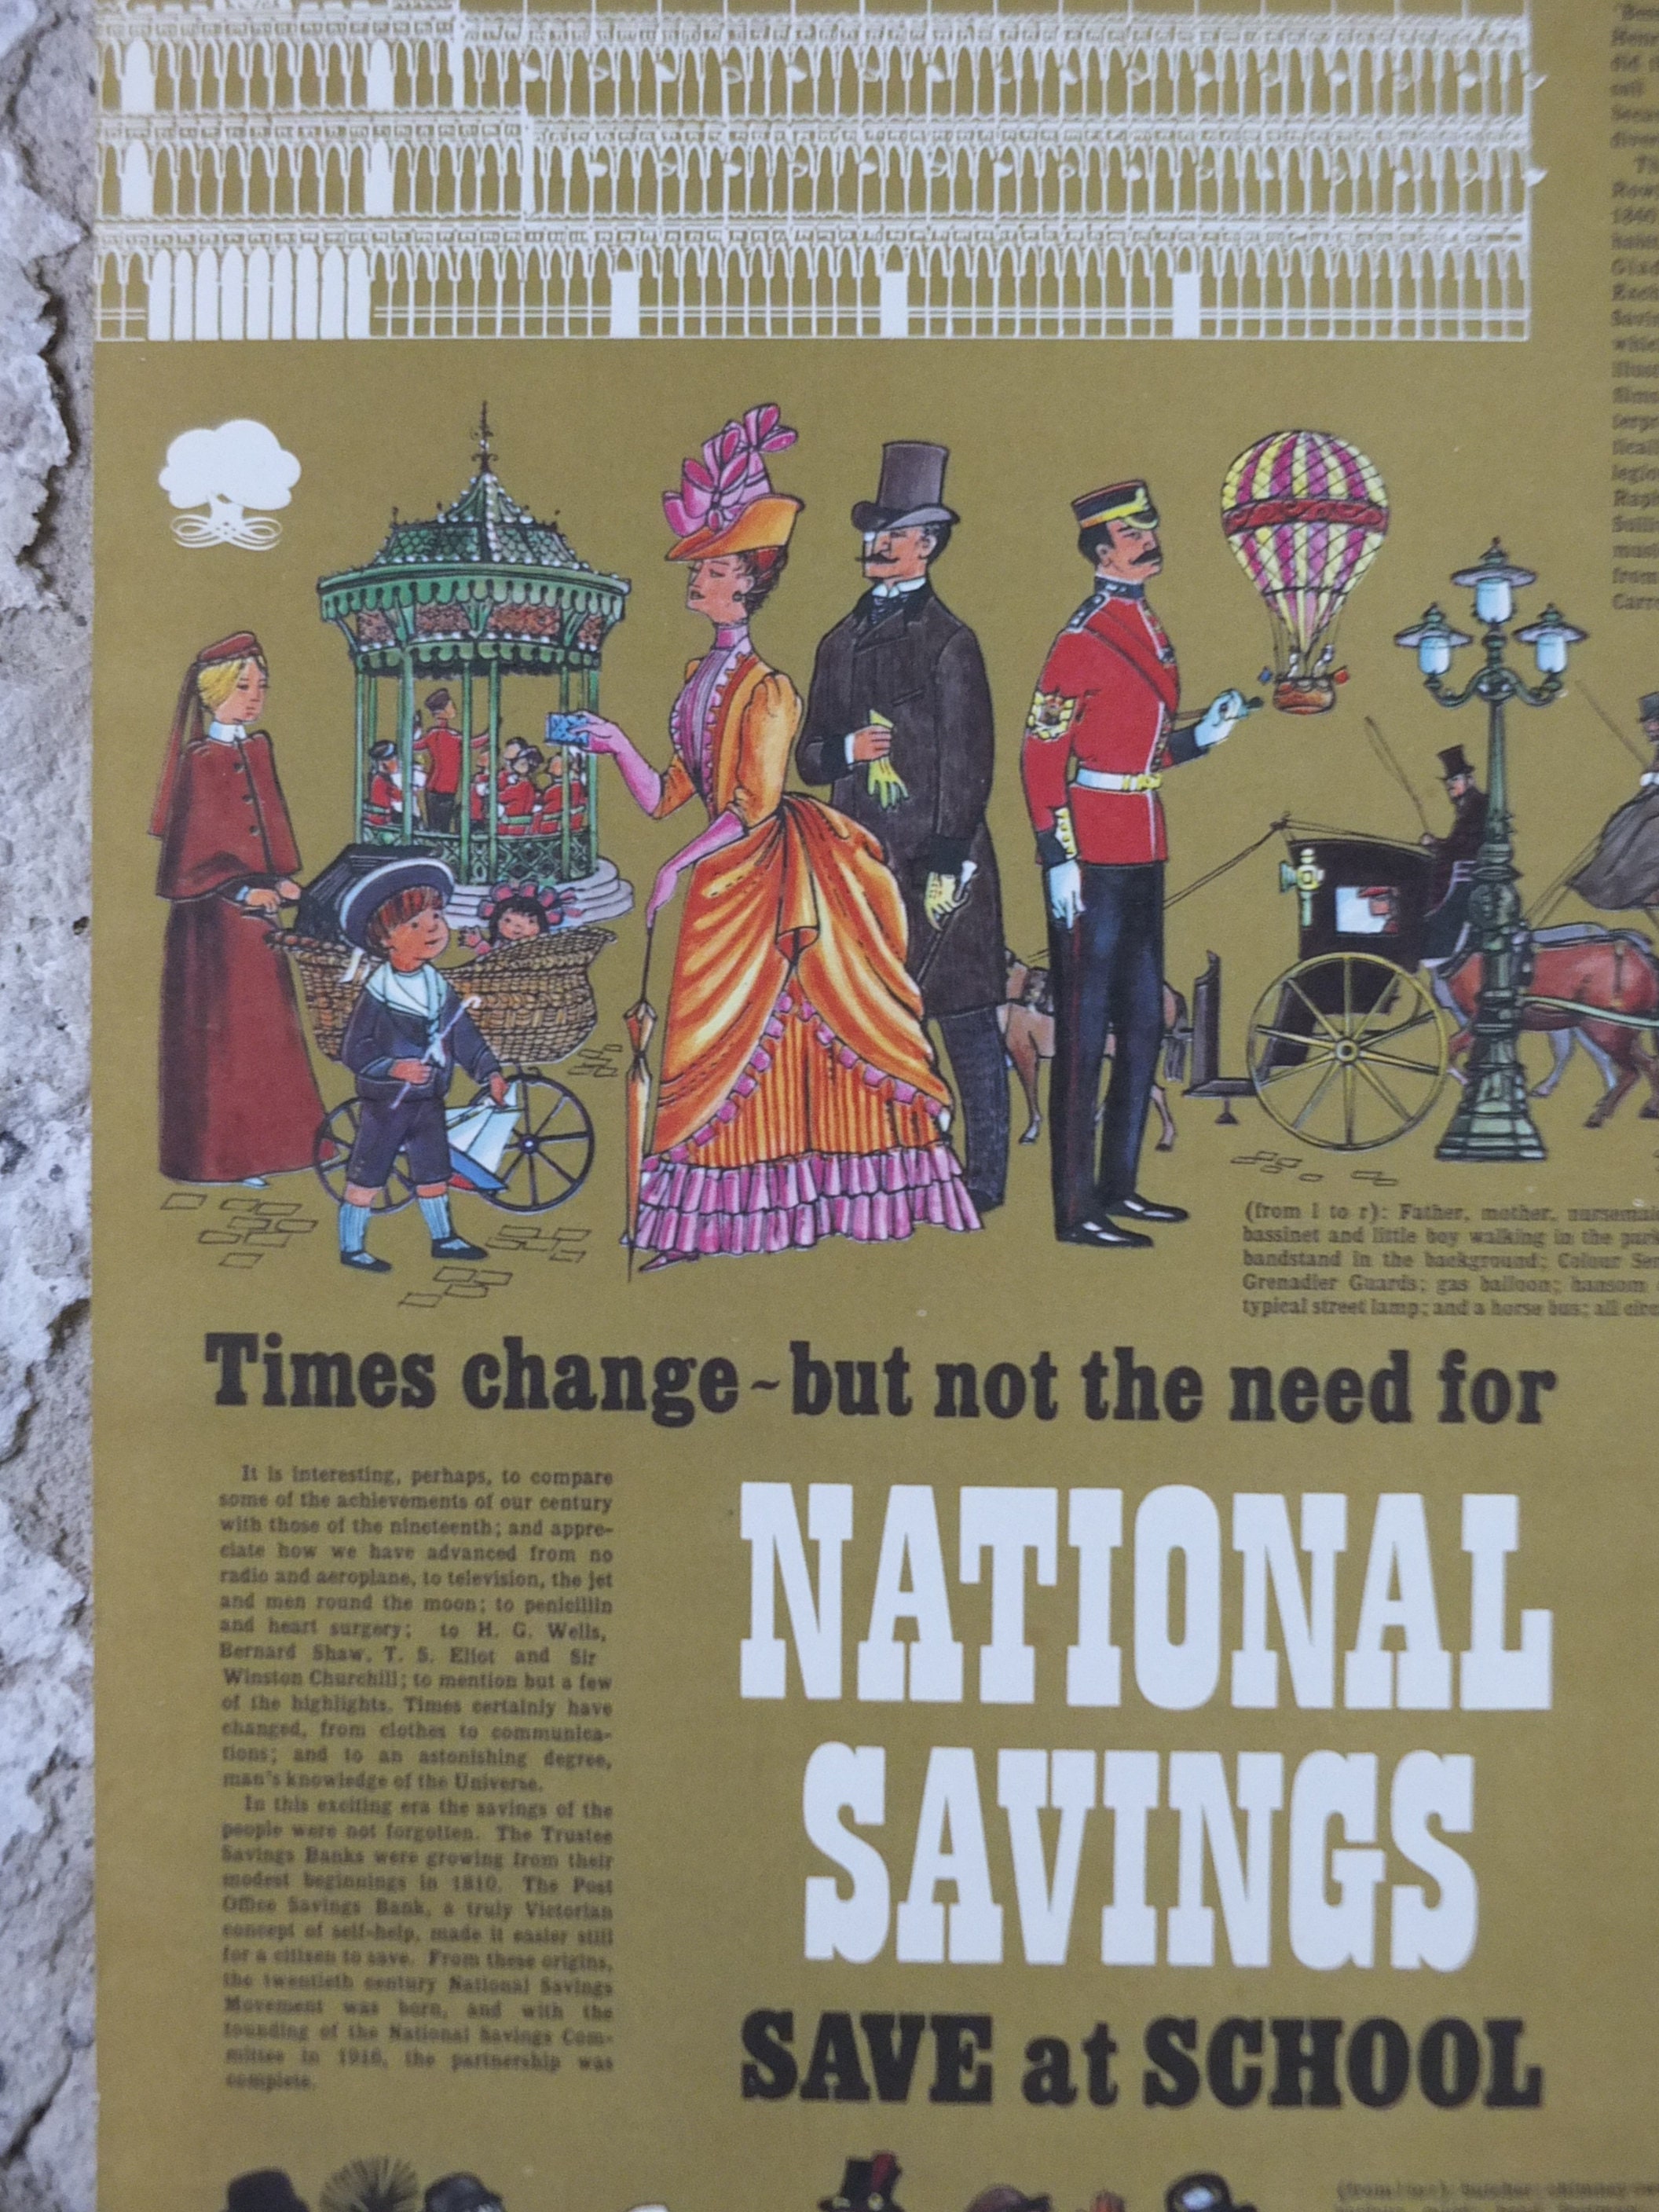 (from l to r): Father, mother, nursemaid
bassinet and little boy walking in the park
bandstand in the background; Colour
Grenadier Guards; gas balloon; hansom
typical street lamp; and a horse bus; all
Times change~but not the need for
It is interesting, perhaps, to compare
some of the achievements of our century
with those of the nineteenth; and appre-
ciate how we have advanced from no
radio and aeroplane, to television, the jet
and men round the moon; to penicillin
and heart surgery; to H. G. Wells,
Bernard Shaw, T. S. Eliot and Sir
Winston Churchill; to mention but a few
of the highlights. Times certainly have
changed, from clothes to communica-
tions; and to an astonishing degree,
man's knowledge of the Universe.
In this exciting era the savings of the
people were not forgotten. The Trustee
Savings Banks were growing from their
modest beginnings in 1810. The Post
Office Savings Bank, a truly Victorian
concept of self-help, made it easier still
for a citizen to save. From these origins,
the twentieth century National Savings
Movement was born, and with the
founding of the National Savings Com-
mittee in 1916, the partnership was
complete.
NATIONAL
SAVINGS
SAVE at SCHOOL